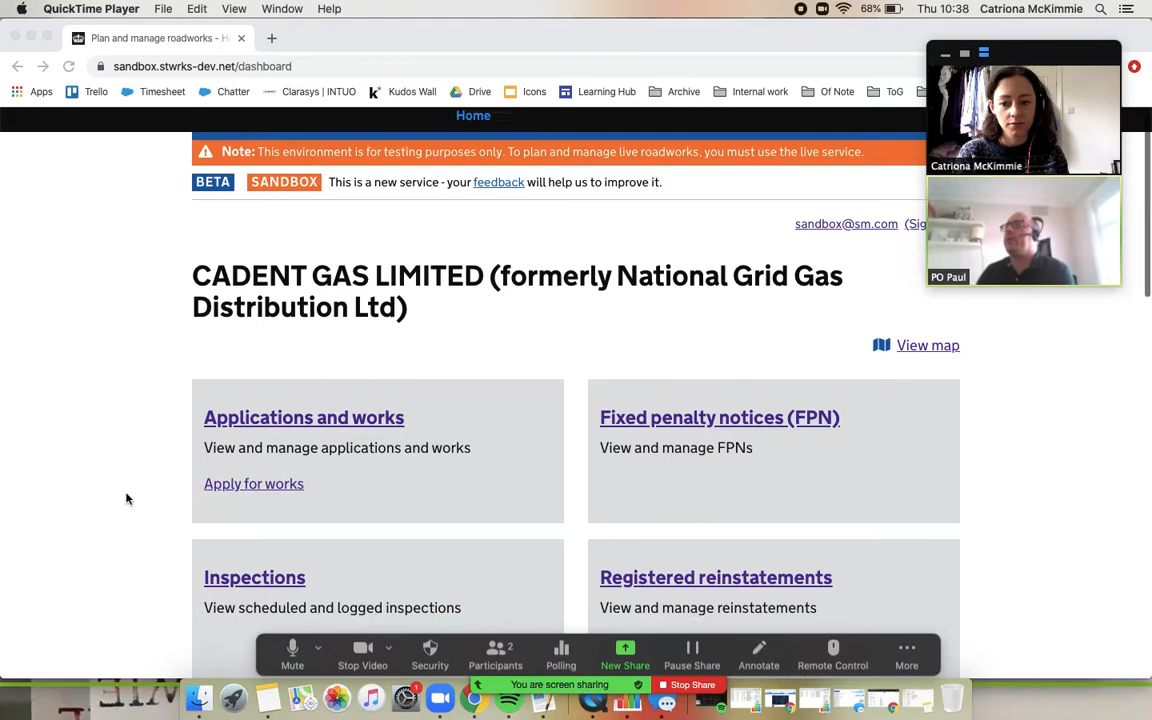 QuickTime Player File Edit View Window Help 68% Thu 10:38 Catriona McKimmie
Plan and manage roadworks - H
sandbox.stwrks-dev.net/dashboard
Apps Trello Timesheet Chatter Clarasys | INTUO Kudos Wall Drive Icons Learning Hub Archive Internal work Of Note ToG
Home
Note: This environment is for testing purposes only. To plan and manage live roadworks, you must use the live service.
BETA SANDBOX This is a new service - your feedback will help us to improve it.
Catriona McKimmie
sandbox@sm.com (Sig
PO Paul
CADENT GAS LIMITED (formerly National Grid Gas
Distribution Ltd)
View map
Applications and works
View and manage applications and works
Apply for works
Fixed penalty notices (FPN)
View and manage FPNs
Inspections
View scheduled and logged inspections
Registered reinstatements
View and manage reinstatements
Mute Stop Video Security Participants 2 Polling New Share Pause Share Annotate Remote Control More
You are screen sharing Stop Share